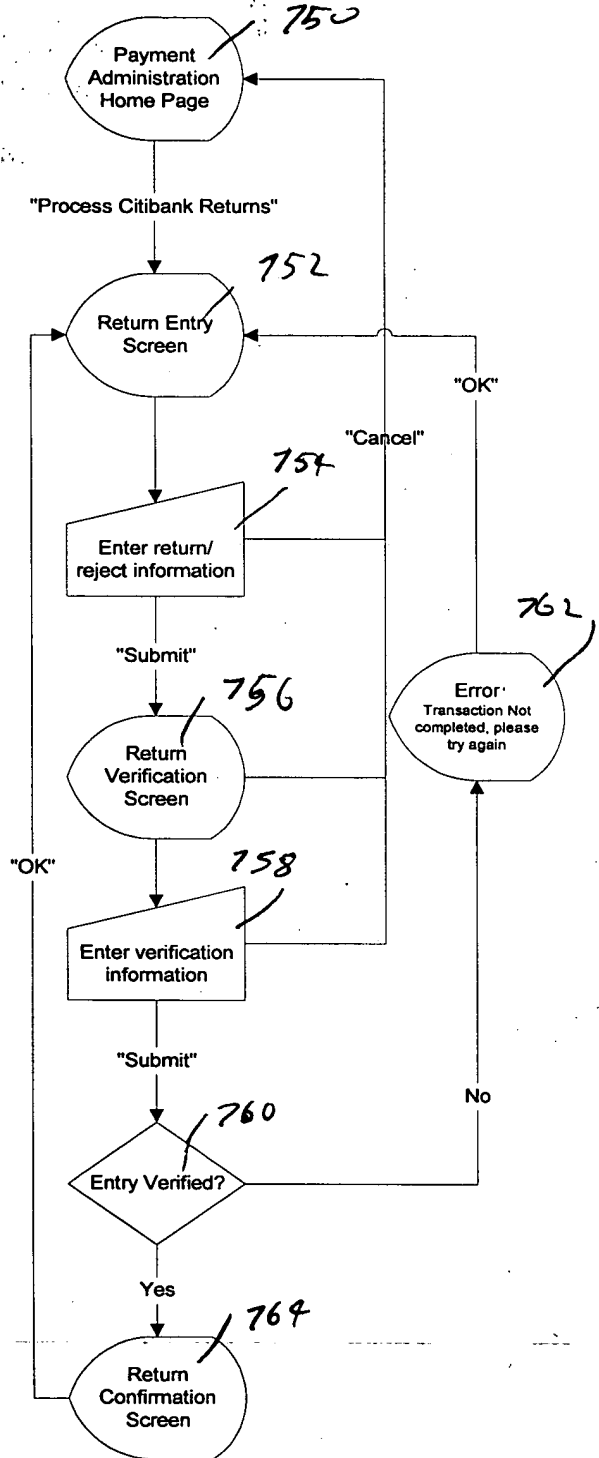 750
Payment
Administration
Home Page
"Process Citibank Returns"
752
Return Entry
Screen
"OK"
"Cancel"
754
Enter return/
reject information
762
"Submit"
Error
Transaction Not
completed, please
try again
756
Return
Verification
Screen
"OK"
758
Enter verification
information
"Submit"
No
760
Entry Verified?
Yes
764
Return
Confirmation
Screen